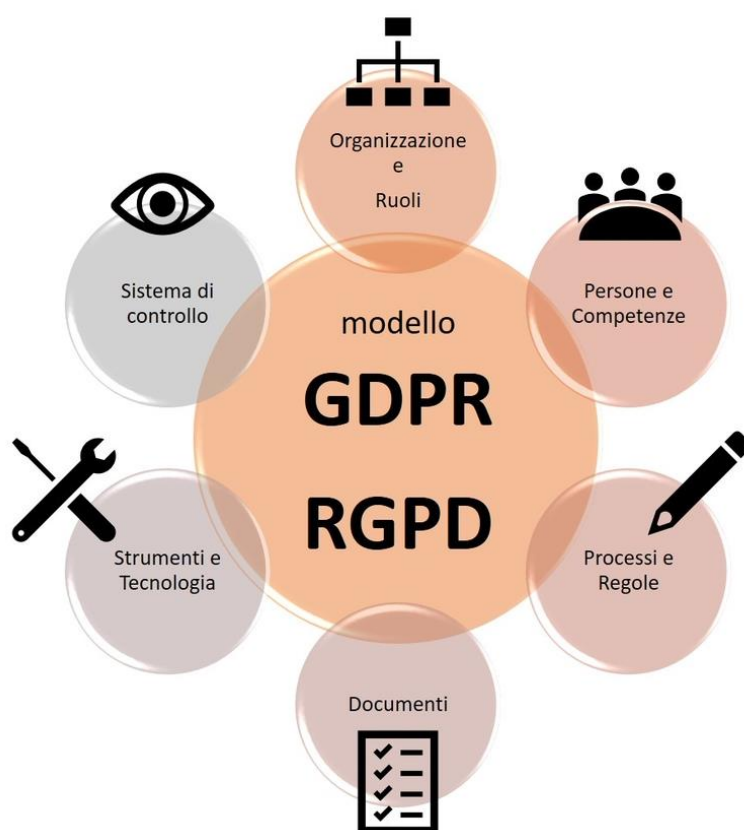 Organizzazione
e
Ruoli
Persone e
Competenze
Processi e
Regole
Documenti
Strumenti e
Tecnologia
Sistema di
controllo
modello
GDPR
RGPD